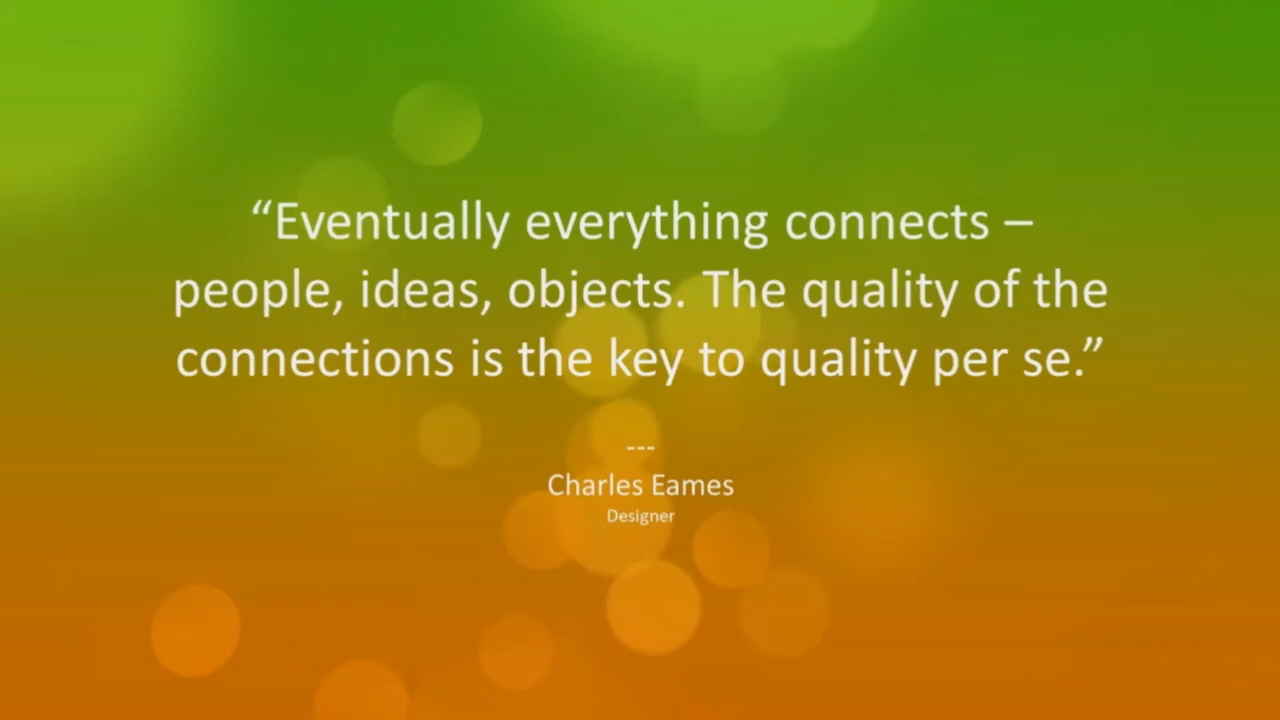 “Eventually everything connects –
people, ideas, objects. The quality of the
connections is the key to quality per se.”
---
Charles Eames
Designer